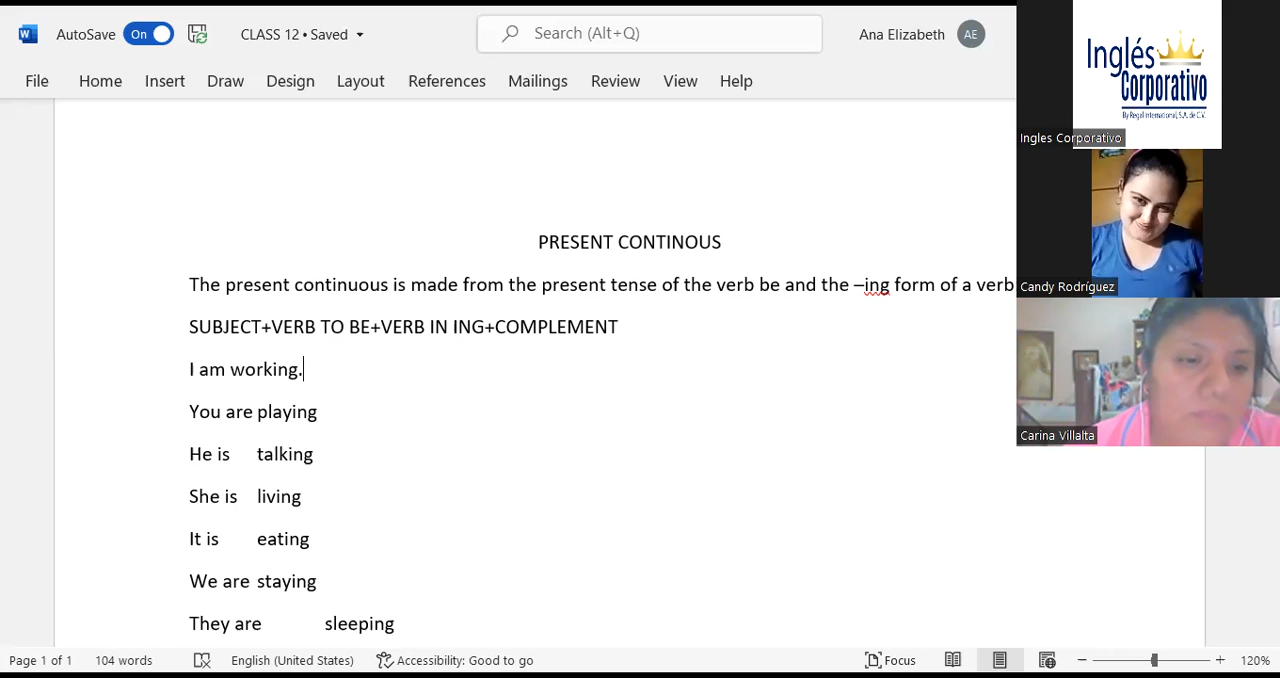 AutoSave On CLASS 12 • Saved Search (Alt+Q) Ana Elizabeth AE
File Home Insert Draw Design Layout References Mailings Review View Help
Inglés
Corporativo
By Regal International, S.A. de C.V.
Ingles Corporativo
Candy Rodríguez
Carina Villalta
PRESENT CONTINOUS
The present continuous is made from the present tense of the verb be and the –ing form of a verb
SUBJECT+VERB TO BE+VERB IN ING+COMPLEMENT
I am working.
You are playing
He is talking
She is living
It is eating
We are staying
They are sleeping
Page 1 of 1 104 words English (United States) Accessibility: Good to go Focus 120%